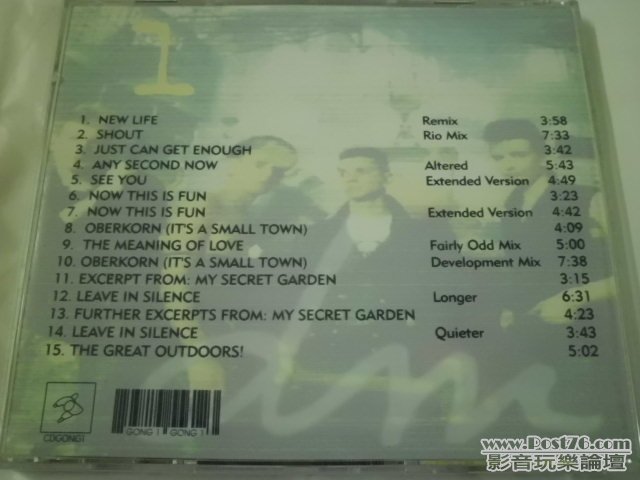 1
1. NEW LIFE Remix 3:58
2. SHOUT Rio Mix 7:33
3. JUST CAN GET ENOUGH 3:42
4. ANY SECOND NOW Altered 5:43
5. SEE YOU Extended Version 4:49
6. NOW THIS IS FUN 3:23
7. NOW THIS IS FUN Extended Version 4:42
8. OBERKORN (IT'S A SMALL TOWN) 4:09
9. THE MEANING OF LOVE Fairly Odd Mix 5:00
10. OBERKORN (IT'S A SMALL TOWN) Development Mix 7:38
11. EXCERPT FROM: MY SECRET GARDEN 3:15
12. LEAVE IN SILENCE Longer 6:31
13. FURTHER EXCERPTS FROM: MY SECRET GARDEN 4:23
14. LEAVE IN SILENCE Quieter 3:43
15. THE GREAT OUTDOORS! 5:02
dm
CDGONG1
GONG 1 GONG 1
www.Post76.com
影音玩樂論壇